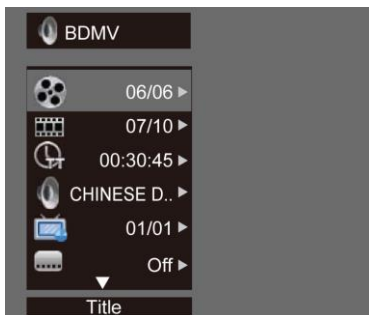 BDMV
06/06
07/10
00:30:45
CHINESE D..
01/01
Off
Title